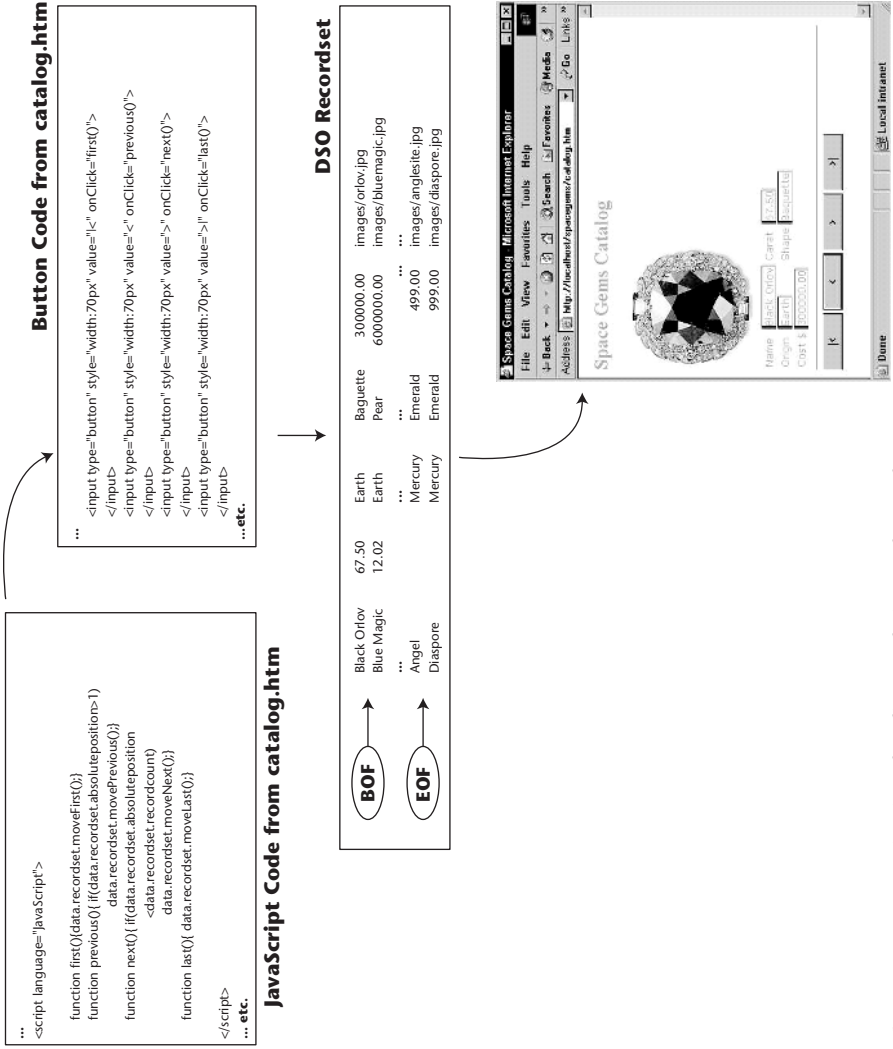 ...
<script language="JavaScript">
function first(){data.recordset.moveFirst();}
function previous(){ if(data.recordset.absoluteposition>1)
data.recordset.movePrevious();}
function next(){ if(data.recordset.absoluteposition
<data.recordset.recordcount)
data.recordset.moveNext();}
function last(){ data.recordset.moveLast();}
</script>
... etc.
JavaScript Code from catalog.htm
Button Code from catalog.htm
...
<input type="button" style="width:70px" value="|<" onClick="first()">
</input>
<input type="button" style="width:70px" value="<" onClick="previous()">
</input>
<input type="button" style="width:70px" value=">" onClick="next()">
</input>
<input type="button" style="width:70px" value=">|" onClick="last()">
</input>
...etc.
DSO Recordset
BOF
EOF
Black Orlov 67.50 Earth Baguette 300000.00 images/orlov.jpg
Blue Magic 12.02 Earth Pear 6000000.00 images/bluemagic.jpg
... ... ... ... ...
Angel Mercury Emerald 499.00 images/anglesite.jpg
Diaspore Mercury Emerald 999.00 images/diaspore.jpg
Space Gems Catalog - Microsoft Internet Explorer
File Edit View Favorites Tools Help
Back Search Favorites Media
Address http://localhost/spacegems/catalog.htm Go Links »
Space Gems Catalog
Name Black Orlov Carat 67.50
Origin Earth Shape Baguette
Cost $ 300000.00
|< < > >|
Done Local intranet